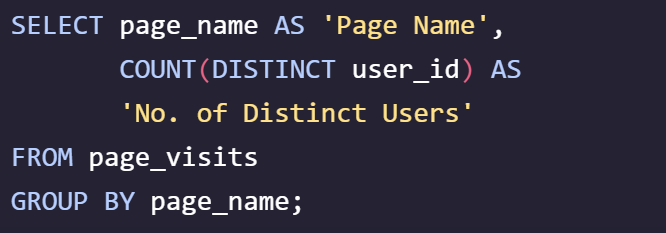 SELECT page_name AS 'Page Name',
COUNT(DISTINCT user_id) AS
'No. of Distinct Users'
FROM page_visits
GROUP BY page_name;